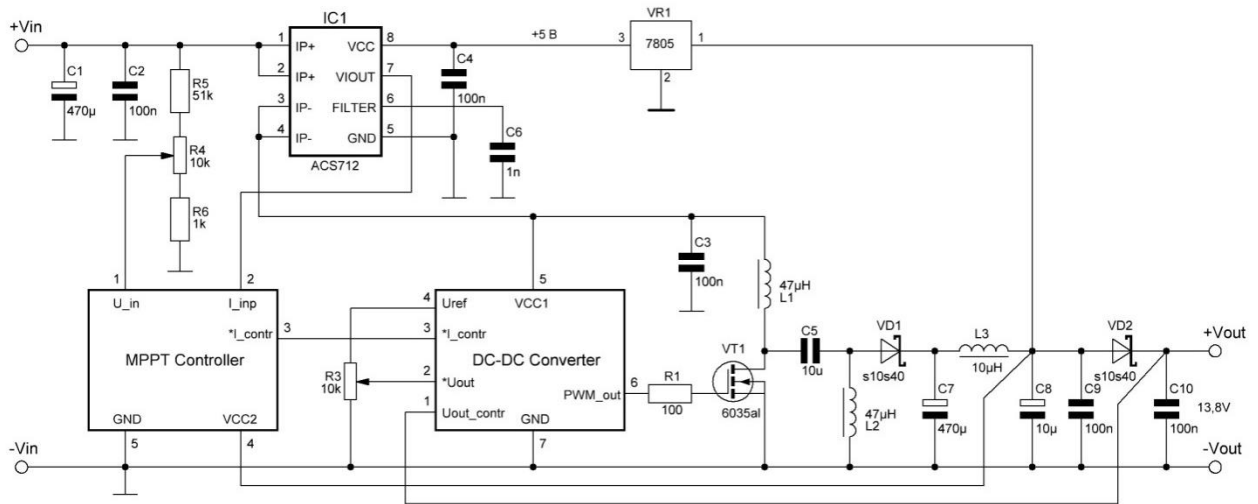 IC1
VR1
+Vin
1
IP+
VCC
8
+5 В
3
7805
1
2
IP+
VIOUT
7
2
3
IP-
FILTER
6
4
IP-
GND
5
ACS712
C1
470µ
C2
100n
R5
51k
R4
10k
R6
1k
C4
100n
C6
1n
C3
100n
47µH
L1
1
2
U_in
I_inp
*I_contr
3
MPPT Controller
GND
VCC2
5
4
5
4
Uref
VCC1
3
*I_contr
DC-DC Converter
2
*Uout
PWM_out
6
1
Uout_contr
GND
7
R3
10k
R1
100
VT1
6035al
C5
10u
47µH
L2
VD1
s10s40
C7
470µ
L3
10µH
C8
10µ
C9
100n
VD2
s10s40
C10
100n
13,8V
+Vout
-Vin
-Vout